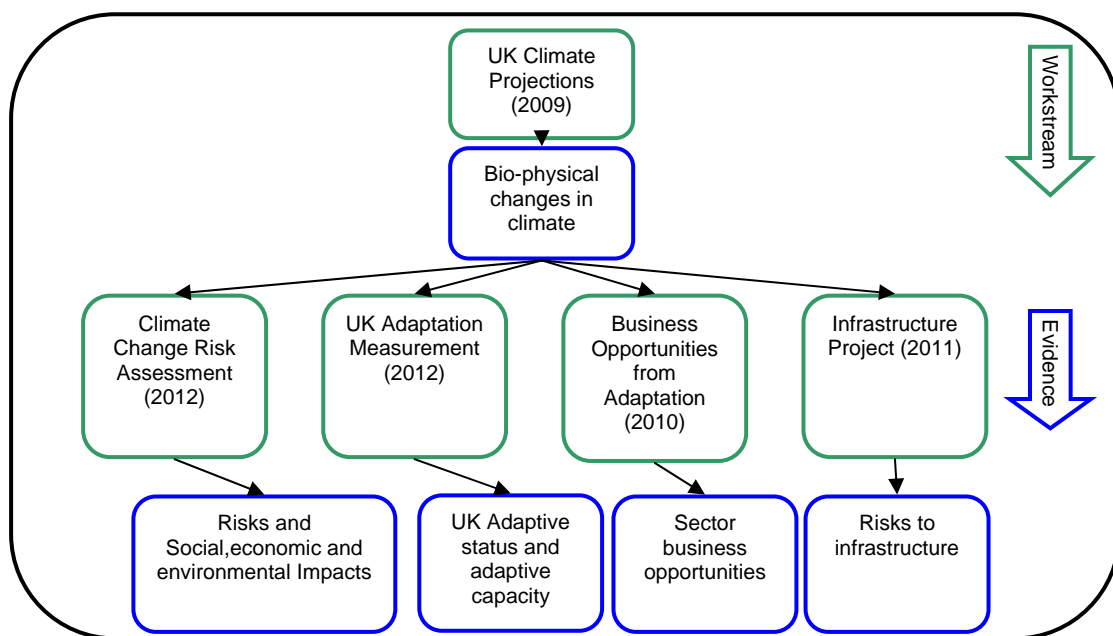 UK Climate
Projections
(2009)
Workstream
Bio-physical
changes in
climate
Climate
Change Risk
Assessment
(2012)
UK Adaptation
Measurement
(2012)
Business
Opportunities
from
Adaptation
(2010)
Infrastructure
Project (2011)
Evidence
Risks and
Social,economic and
environmental Impacts
UK Adaptive
status and
adaptive
capacity
Sector
business
opportunities
Risks to
infrastructure